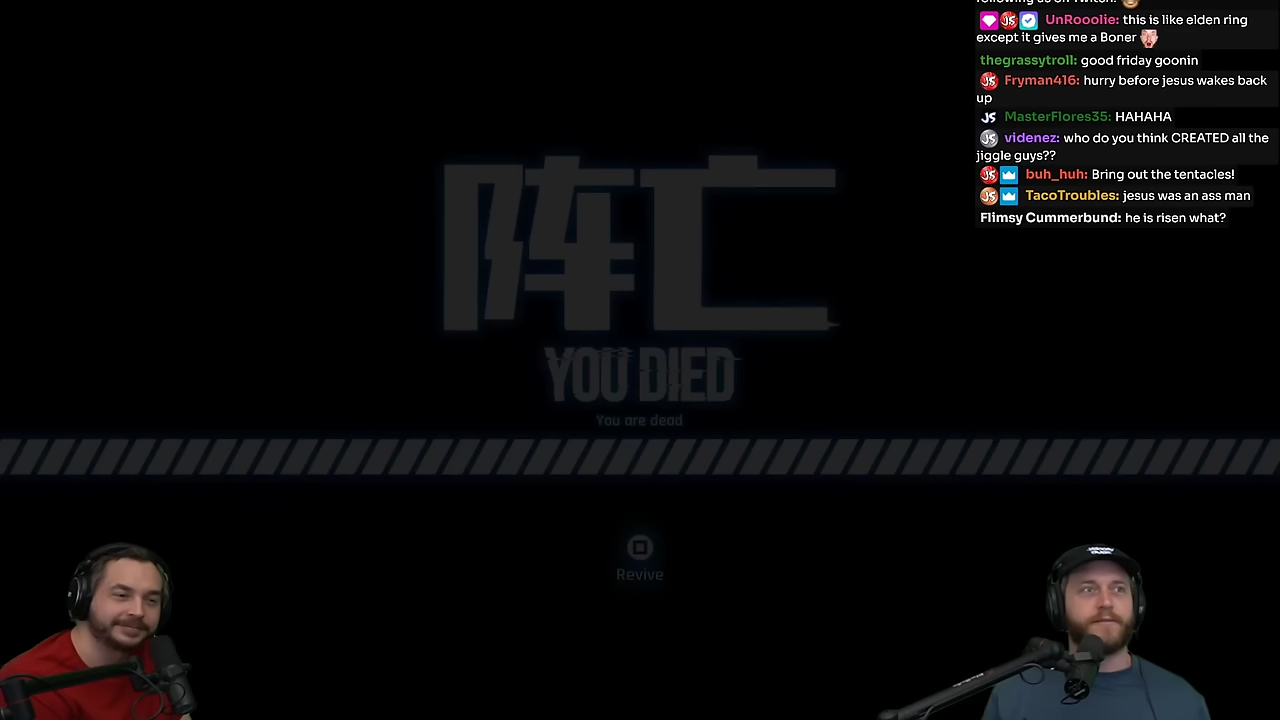 UnRooolie: this is like elden ring
except it gives me a Boner
thegrassytroll: good friday goonin
Fryman416: hurry before jesus wakes back
up
MasterFlores35: HAHAHA
videnez: who do you think CREATED all the
jiggle guys??
buh_huh: Bring out the tentacles!
TacoTroubles: jesus was an ass man
Flimsy Cummerbund: he is risen what?
阵亡
YOU DIED
You are dead
Revive